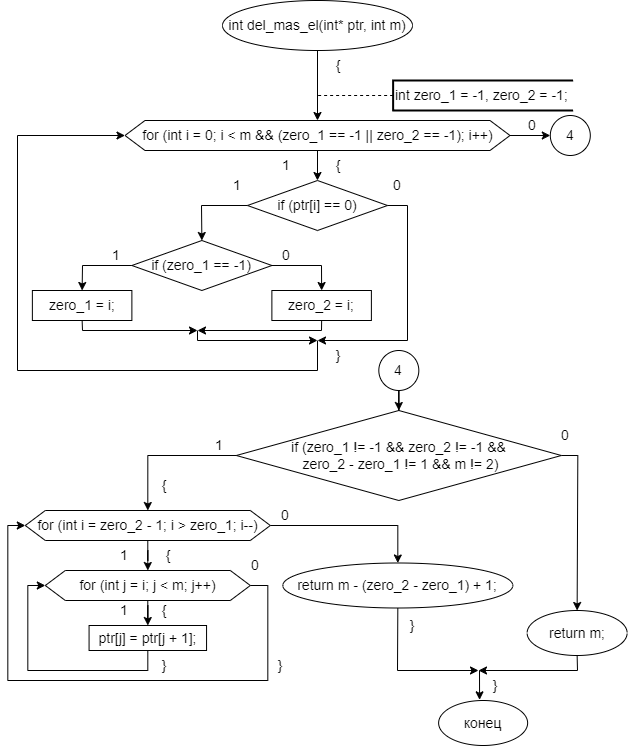 int del_mas_el(int* ptr, int m)
{
int zero_1 = -1, zero_2 = -1;
for (int i = 0; i < m && (zero_1 == -1 || zero_2 == -1); i++)
0
4
1
{
1
if (ptr[i] == 0)
0
1
if (zero_1 == -1)
0
zero_1 = i;
zero_2 = i;
}
4
1
if (zero_1 != -1 && zero_2 != -1 &&
zero_2 - zero_1 != 1 && m != 2)
0
{
for (int i = zero_2 - 1; i > zero_1; i--)
0
1
{
0
for (int j = i; j < m; j++)
return m - (zero_2 - zero_1) + 1;
1
{
ptr[j] = ptr[j + 1];
}
return m;
}
}
}
конец